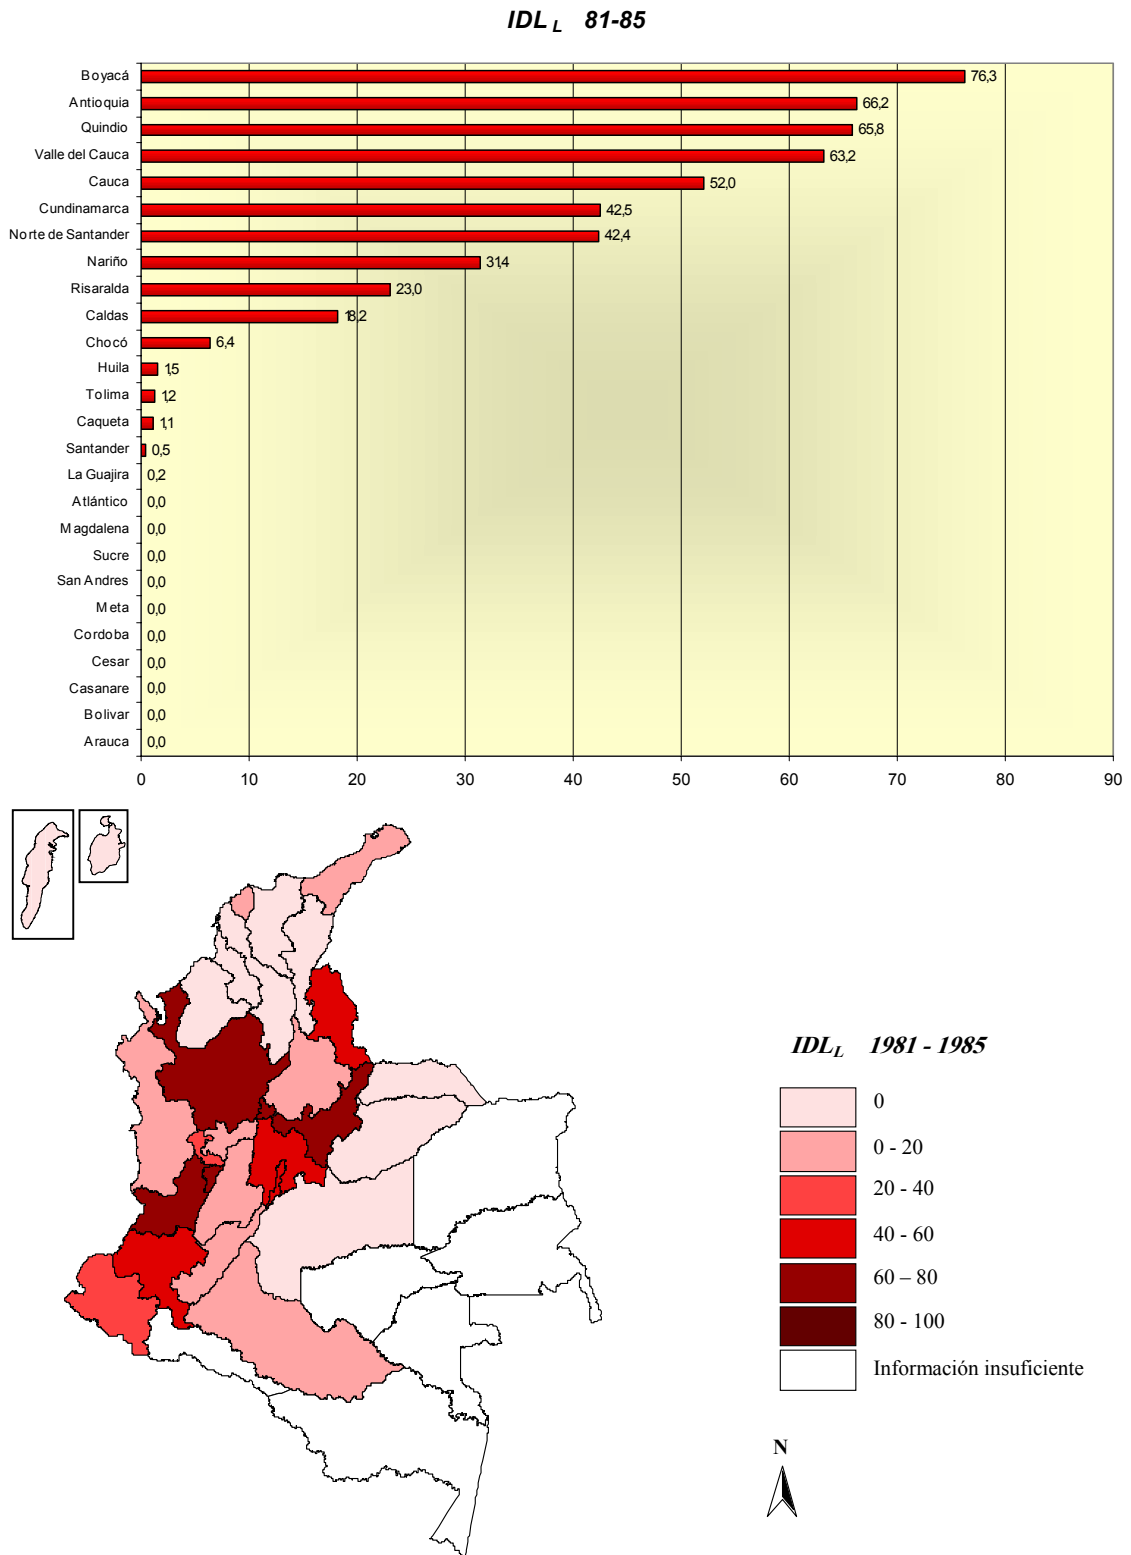 IDL L 81-85
Boyacá 76,3
Antioquia 66,2
Quindio 65,8
Valle del Cauca 63,2
Cauca 52,0
Cundinamarca 42,5
Norte de Santander 42,4
Nariño 31,4
Risaralda 23,0
Caldas 18,2
Chocó 6,4
Huila 1,5
Tolima 1,2
Caqueta 1,1
Santander 0,5
La Guajira 0,2
Atlántico 0,0
Magdalena 0,0
Sucre 0,0
San Andres 0,0
Meta 0,0
Cordoba 0,0
Cesar 0,0
Casanare 0,0
Bolivar 0,0
Arauca 0,0
0 10 20 30 40 50 60 70 80 90
IDL L 1981 - 1985
0
0 - 20
20 - 40
40 - 60
60 – 80
80 - 100
Información insuficiente
N